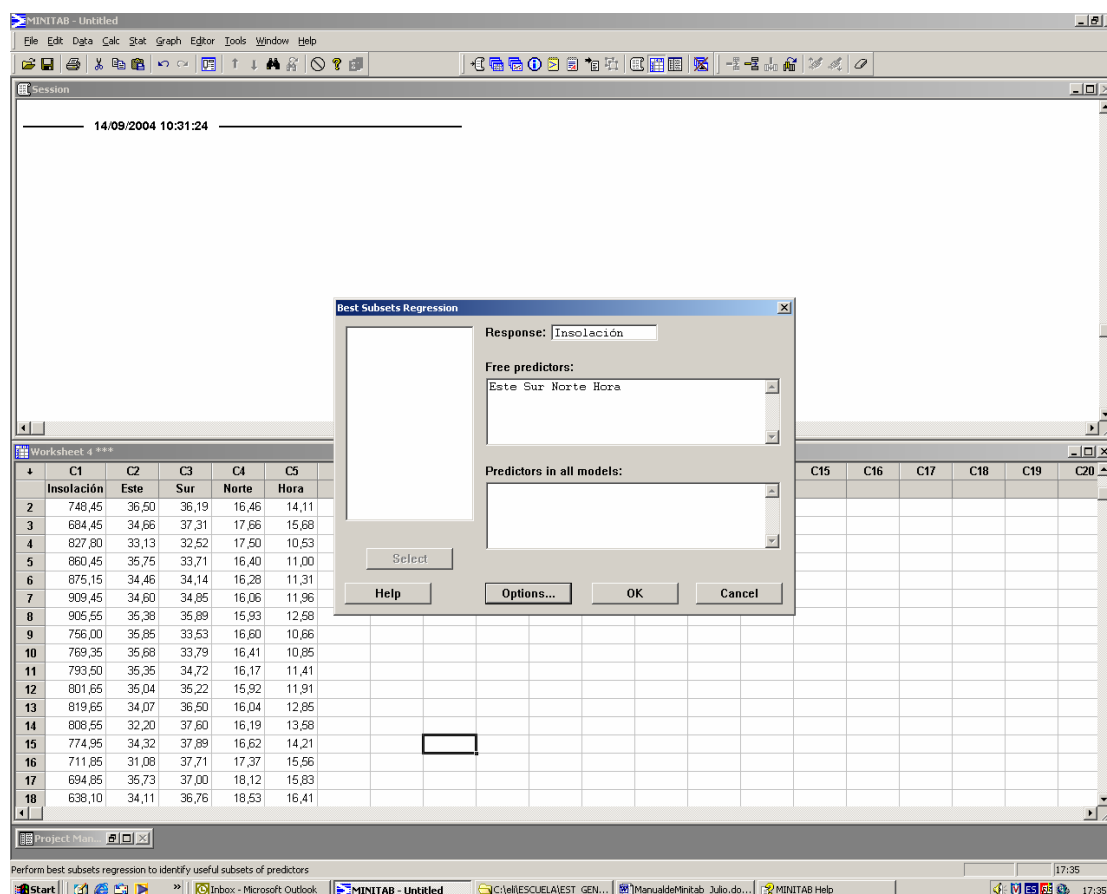 MINITAB - Untitled
File Edit Data Calc Stat Graph Editor Tools Window Help
Session
14/09/2004 10:31:24
Best Subsets Regression
Response: Insolación
Free predictors:
Este Sur Norte Hora
Predictors in all models:
Select
Help Options... OK Cancel
Worksheet 4 ***
C1 C2 C3 C4 C5 C15 C16 C17 C18 C19 C20
Insolación Este Sur Norte Hora
2 748,45 36,50 36,19 16,46 14,11
3 684,45 34,66 37,31 17,66 15,68
4 827,80 33,13 32,52 17,50 10,53
5 860,45 35,75 33,71 16,40 11,00
6 875,15 34,46 34,14 16,28 11,31
7 909,45 34,60 34,85 16,06 11,96
8 905,55 35,38 35,89 15,93 12,58
9 756,00 35,85 33,53 16,60 10,66
10 769,35 35,68 33,79 16,41 10,85
11 793,50 35,35 34,72 16,17 11,41
12 801,65 35,04 35,22 15,92 11,91
13 819,65 34,07 36,50 16,04 12,85
14 808,55 32,20 37,60 16,19 13,58
15 774,95 34,32 37,89 16,62 14,21
16 711,85 31,08 37,71 17,37 15,56
17 694,85 35,73 37,00 18,12 15,83
18 638,10 34,11 36,76 18,53 16,41
Project Man...
Perform best subsets regression to identify useful subsets of predictors 17:35
Start » Inbox - Microsoft Outlook MINITAB - Untitled C:\eli\ESCUELA\EST_GEN... ManualdeMinitab_Julio.do... MINITAB Help ES 17:35